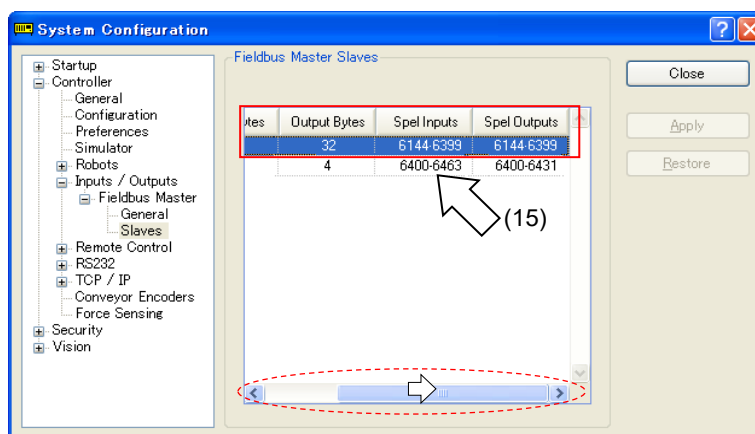 System Configuration
Startup
Controller
General
Configuration
Preferences
Simulator
Robots
Inputs / Outputs
Fieldbus Master
General
Slaves
Remote Control
RS232
TCP / IP
Conveyor Encoders
Force Sensing
Security
Vision
Fieldbus Master Slaves
tes Output Bytes Spel Inputs Spel Outputs
32 6144-6399 6144-6399
4 6400-6463 6400-6431
(15)
Close
Apply
Restore